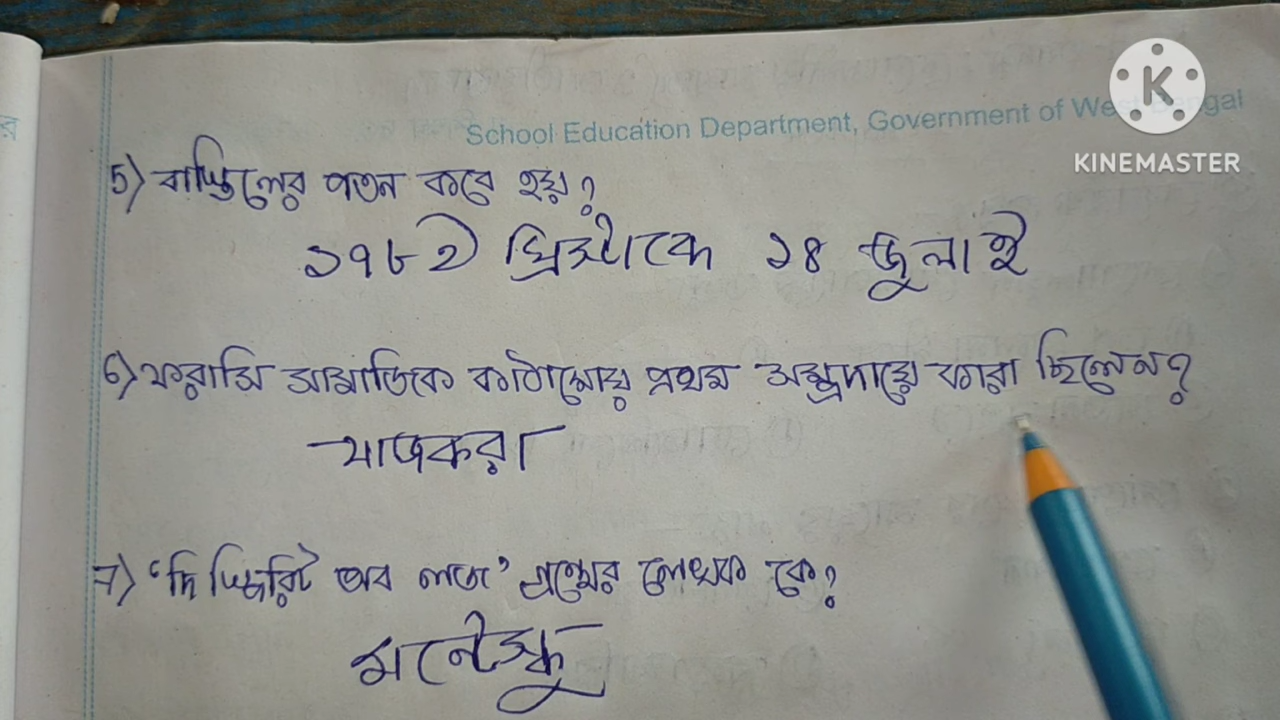 School Education Department, Government of West Bengal
K
KINEMASTER
র
5) বাস্তিলের পতন কবে হয়?
১৭৮৯ খ্রিস্টাব্দে ১৪ জুলাই
6) ফরাসি সামাজিক কাঠামোয় প্রথম সম্প্রদায়ে কারা ছিলেন?
যাজকরা
7) ‘দি স্পিরিট অব লজ’ গ্রন্থের লেখক কে?
মন্টেস্কু